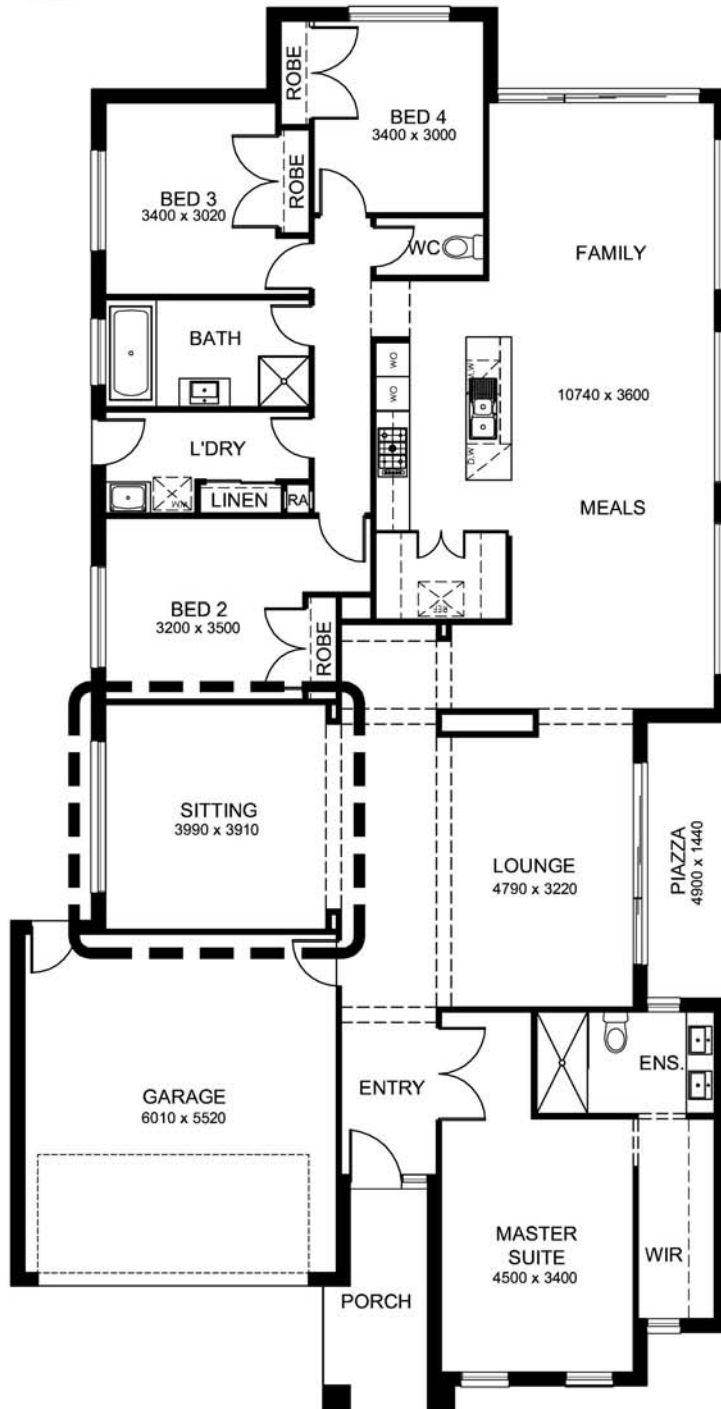 ROBE
BED 4
3400 x 3000
ROBE
BED 3
3400 x 3020
WC
FAMILY
BATH
WO
WO
D.W
10740 x 3600
L'DRY
D.W
W/M
LINEN
RA
MEALS
REF
BED 2
3200 x 3500
ROBE
SITTING
3990 x 3910
LOUNGE
4790 x 3220
PIAZZA
4900 x 1440
ENS.
GARAGE
6010 x 5520
ENTRY
MASTER
SUITE
4500 x 3400
WIR
PORCH